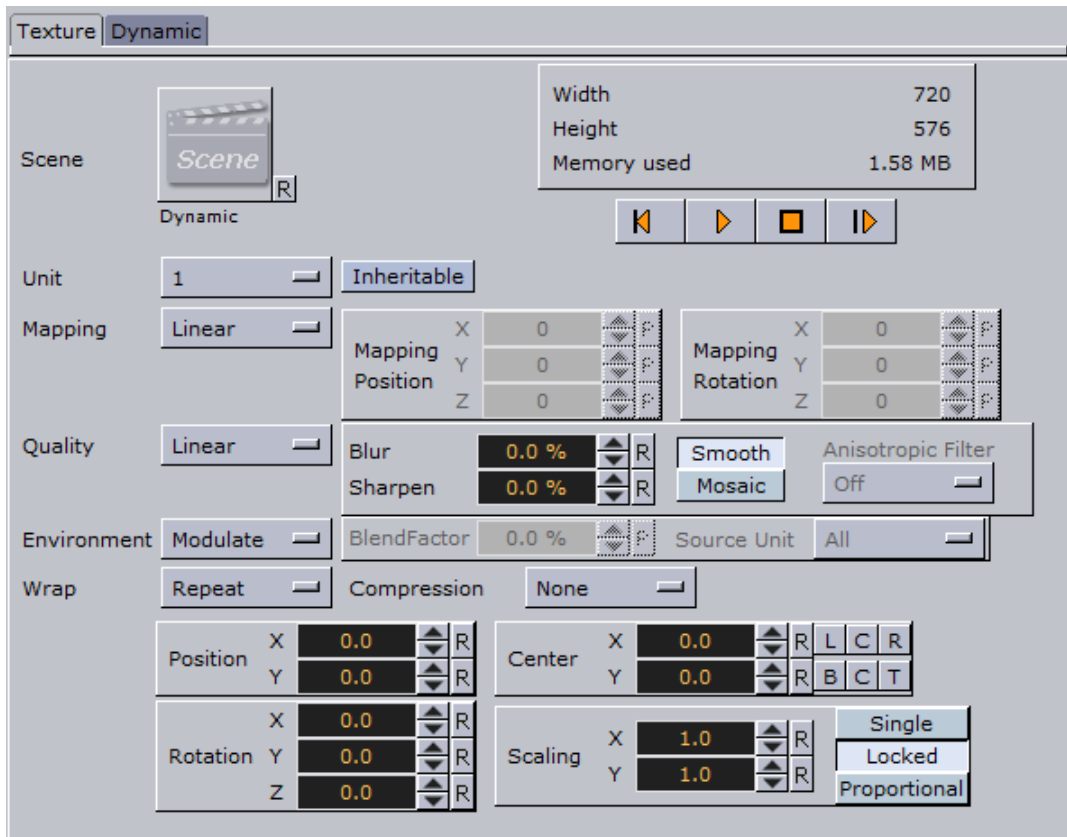 Texture Dynamic
Scene
Scene
R
Dynamic
Width 720
Height 576
Memory used 1.58 MB
Unit 1 Inheritable
Mapping Linear
Mapping Position
X 0 P
Y 0 P
Z 0 P
Mapping Rotation
X 0 P
Y 0 P
Z 0 P
Quality Linear
Blur 0.0 % R
Sharpen 0.0 % R
Smooth
Mosaic
Anisotropic Filter
Off
Environment Modulate BlendFactor 0.0 % P Source Unit All
Wrap Repeat Compression None
Position
X 0.0 R
Y 0.0 R
Center
X 0.0 R L C R
Y 0.0 R B C T
Rotation
X 0.0 R
Y 0.0 R
Z 0.0 R
Scaling
X 1.0 R
Y 1.0 R
Single
Locked
Proportional